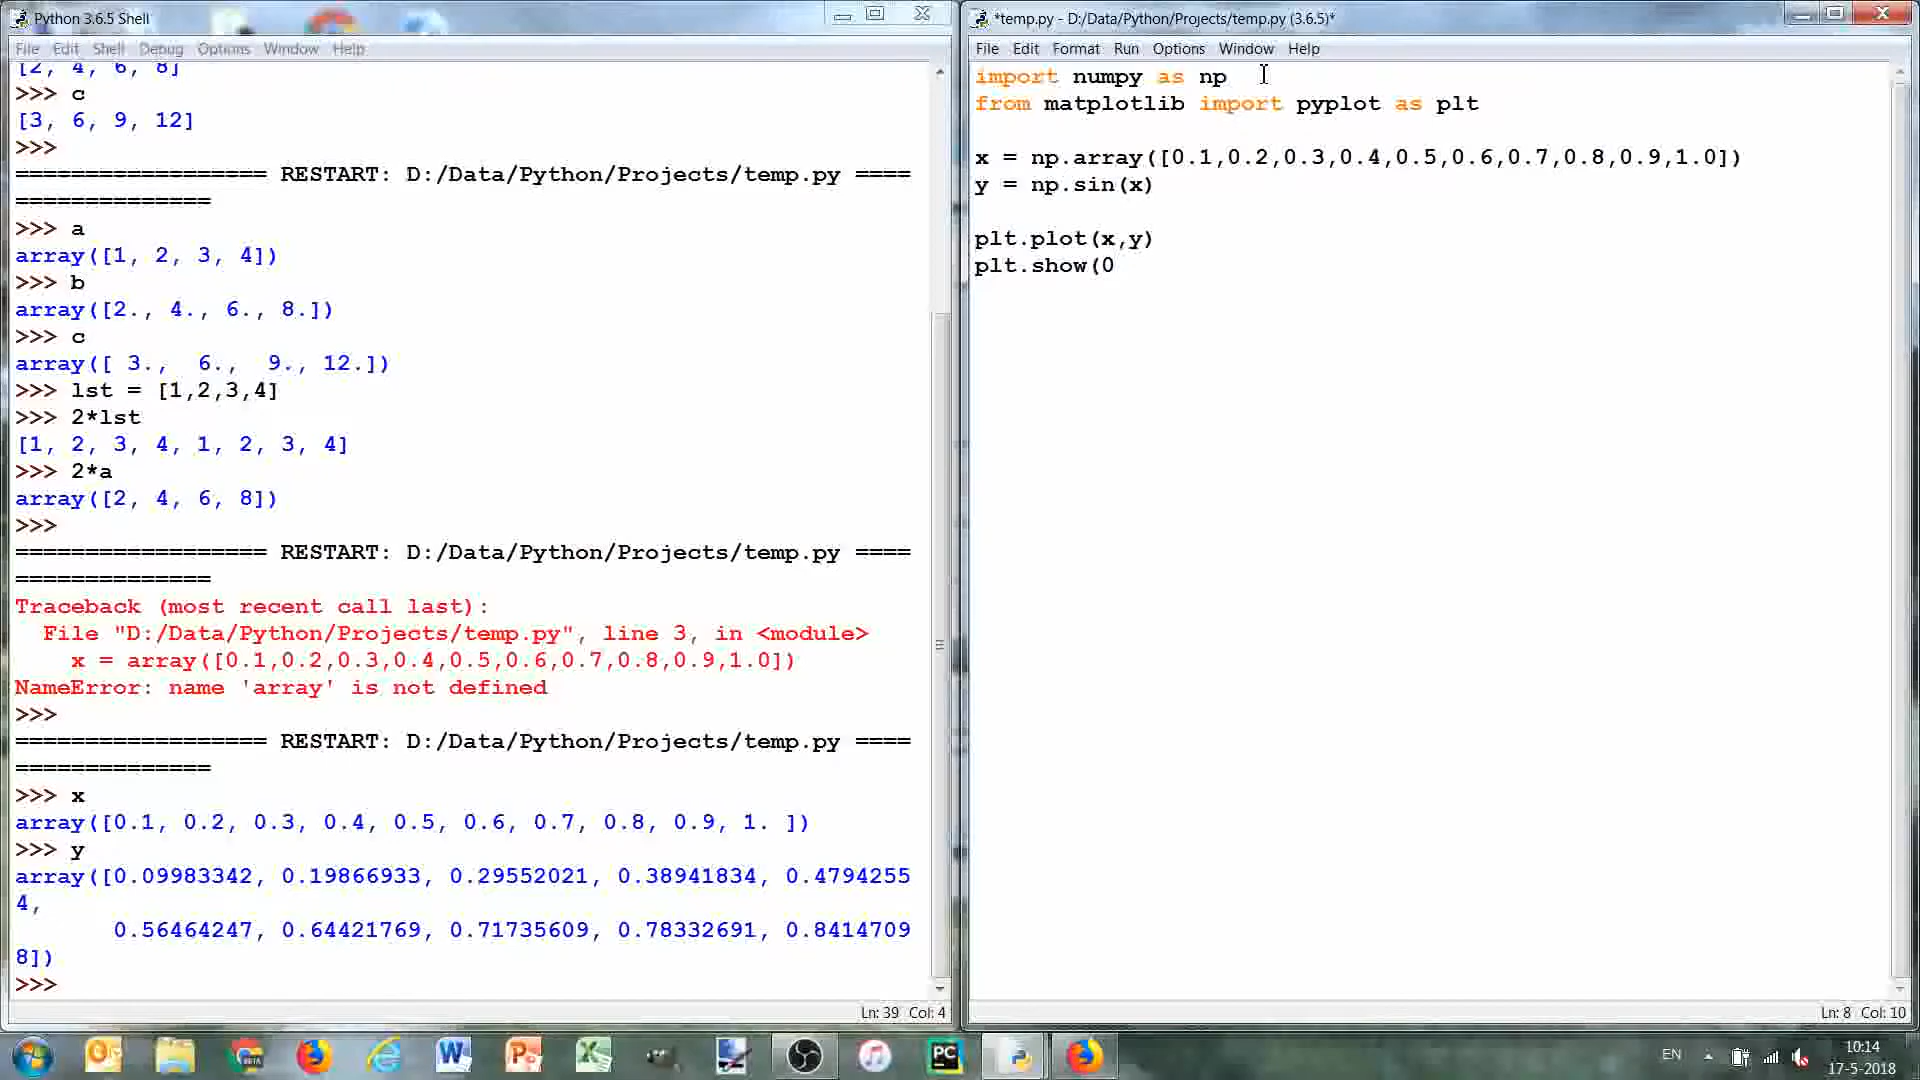 Python 3.6.5 Shell
File Edit Shell Debug Options Window Help
[2, 4, 6, 8]
>>> c
[3, 6, 9, 12]
>>>
================== RESTART: D:/Data/Python/Projects/temp.py ====
==============
>>> a
array([1, 2, 3, 4])
>>> b
array([2., 4., 6., 8.])
>>> c
array([ 3.,  6.,  9., 12.])
>>> lst = [1,2,3,4]
>>> 2*lst
[1, 2, 3, 4, 1, 2, 3, 4]
>>> 2*a
array([2, 4, 6, 8])
>>>
================== RESTART: D:/Data/Python/Projects/temp.py ====
==============
Traceback (most recent call last):
  File "D:/Data/Python/Projects/temp.py", line 3, in <module>
    x = array([0.1,0.2,0.3,0.4,0.5,0.6,0.7,0.8,0.9,1.0])
NameError: name 'array' is not defined
>>>
================== RESTART: D:/Data/Python/Projects/temp.py ====
==============
>>> x
array([0.1, 0.2, 0.3, 0.4, 0.5, 0.6, 0.7, 0.8, 0.9, 1. ])
>>> y
array([0.09983342, 0.19866933, 0.29552021, 0.38941834, 0.4794255
4,
       0.56464247, 0.64421769, 0.71735609, 0.78332691, 0.8414709
8])
>>>
Ln: 39 Col: 4
*temp.py - D:/Data/Python/Projects/temp.py (3.6.5)*
File Edit Format Run Options Window Help
import numpy as np
from matplotlib import pyplot as plt
x = np.array([0.1,0.2,0.3,0.4,0.5,0.6,0.7,0.8,0.9,1.0])
y = np.sin(x)
plt.plot(x,y)
plt.show(0
Ln: 8 Col: 10
BETA
PC
EN
10:14
17-5-2018